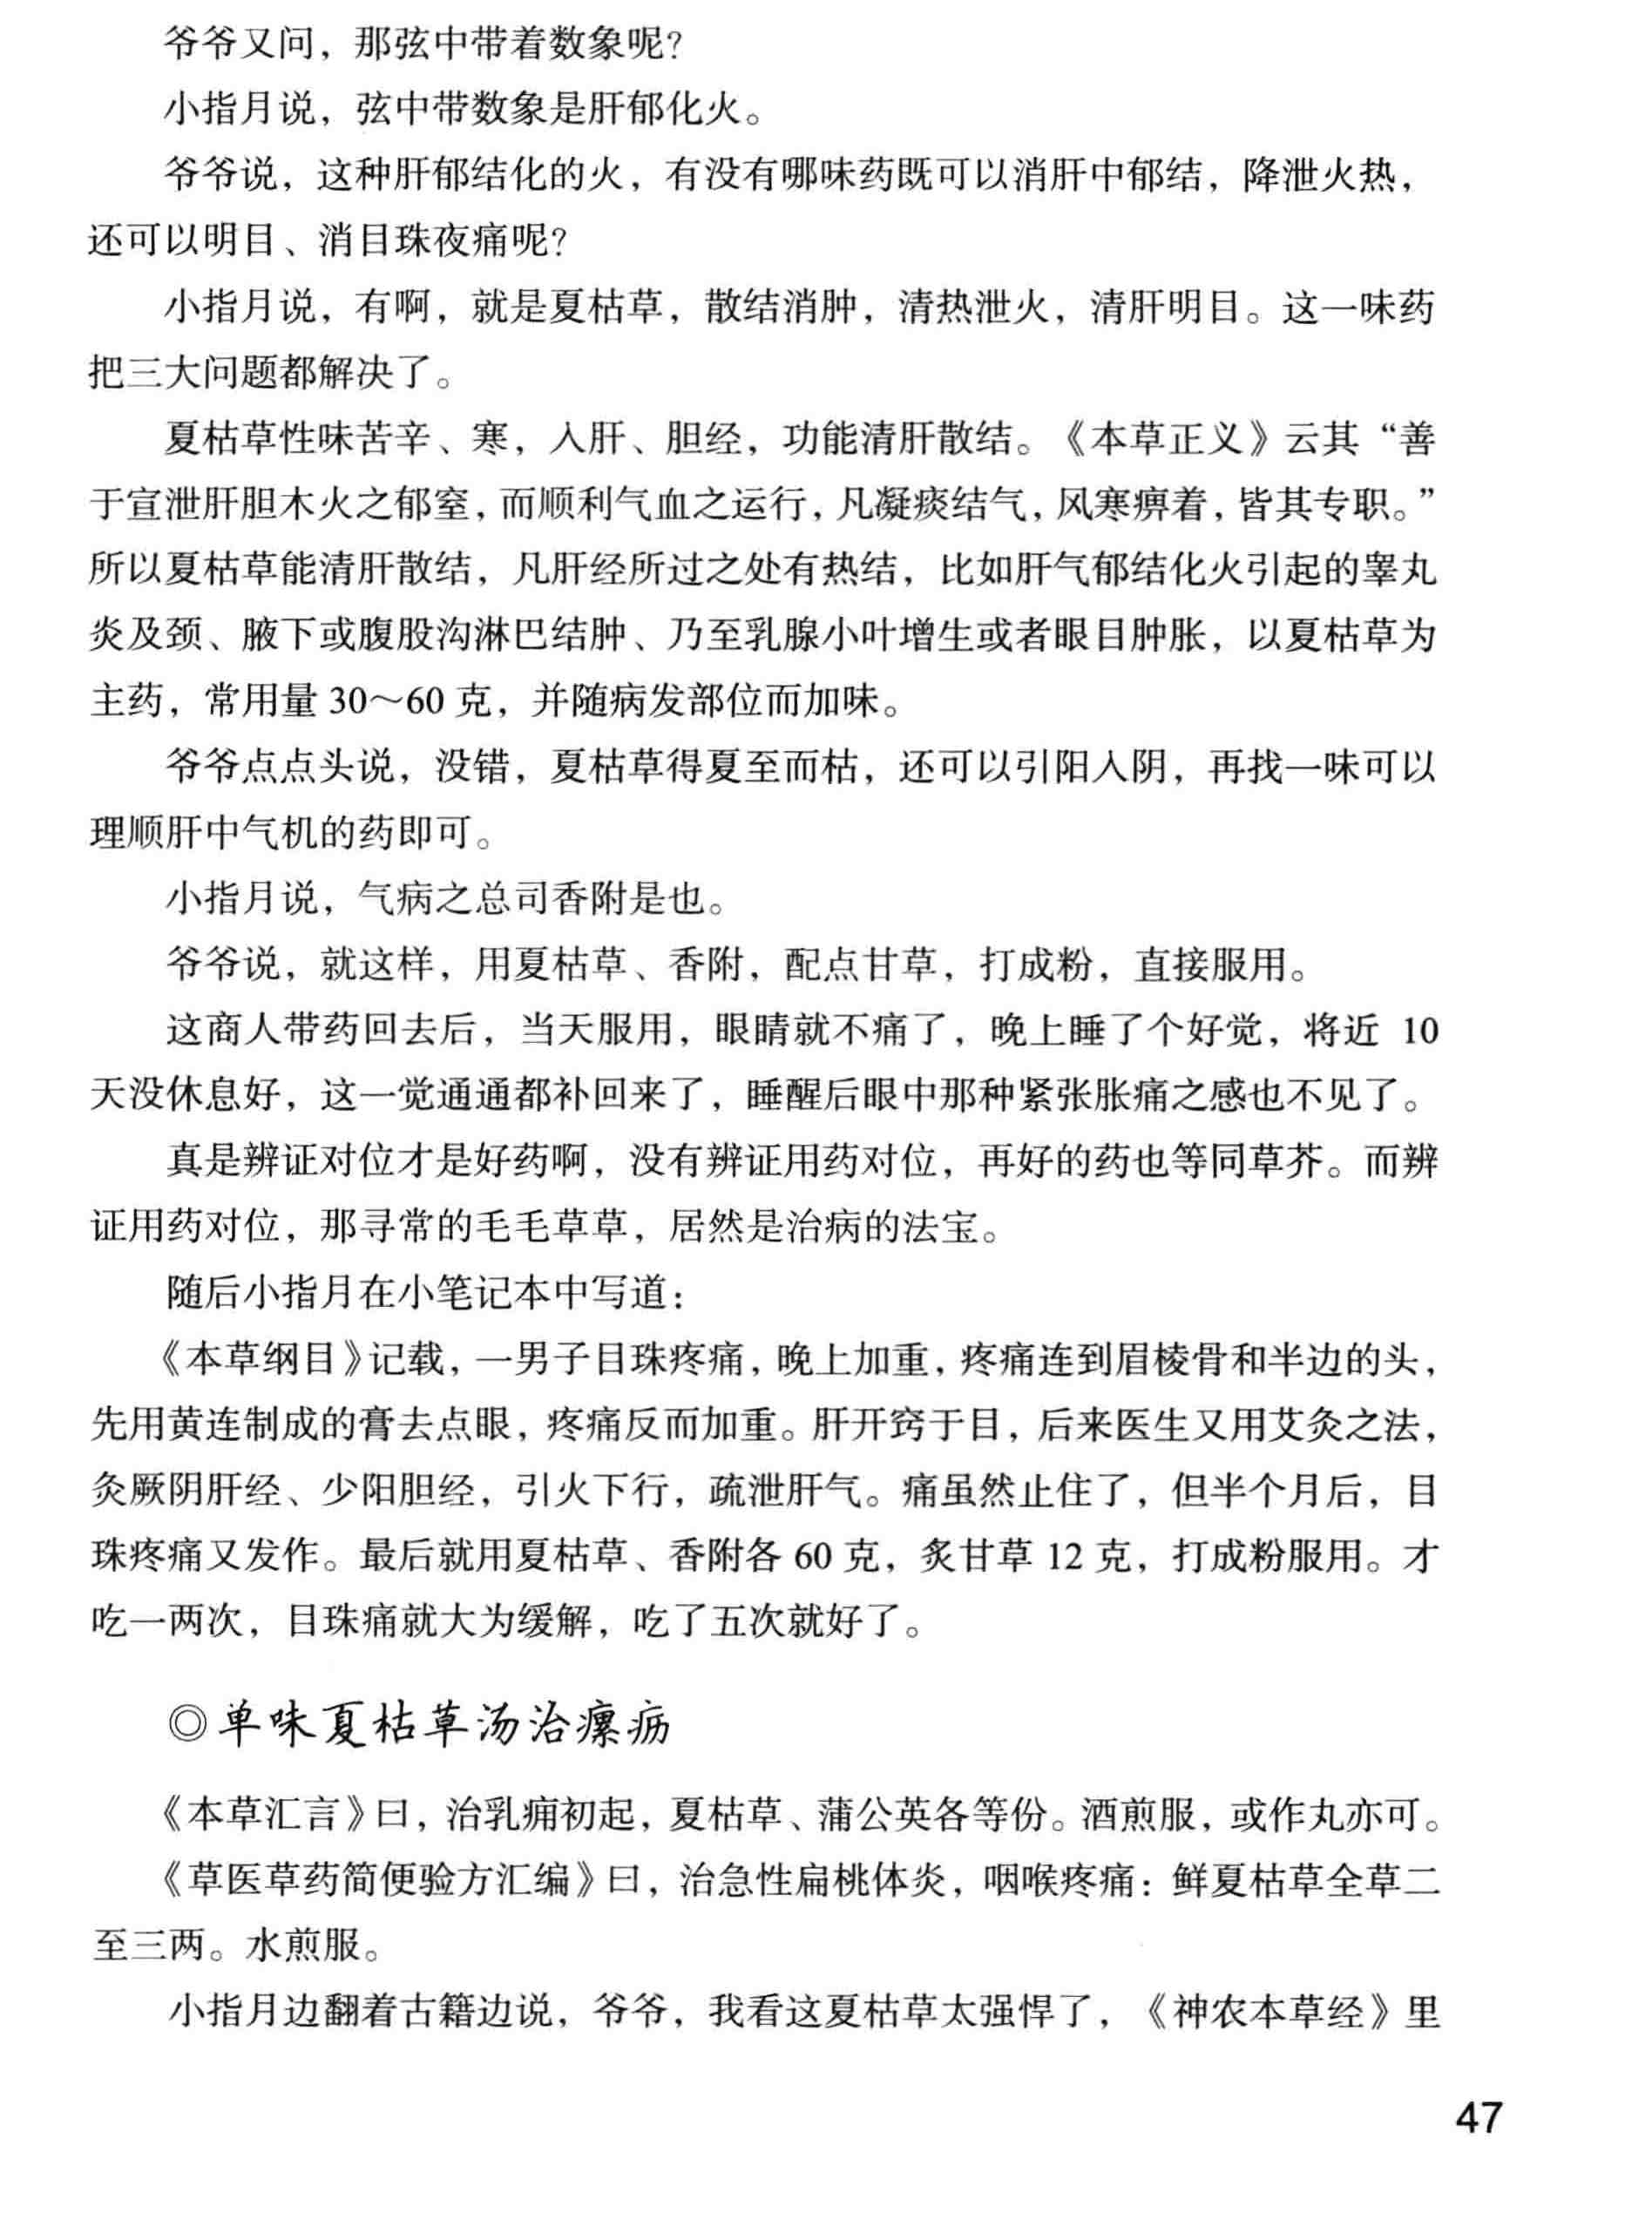 爷爷又问，那弦中带着数象呢？
小指月说，弦中带数象是肝郁化火。
爷爷说，这种肝郁结化的火，有没有哪味药既可以消肝中郁结，降泄火热，
还可以明目、消目珠夜痛呢？
小指月说，有啊，就是夏枯草，散结消肿，清热泄火，清肝明目。这一味药
把三大问题都解决了。
夏枯草性味苦辛、寒，入肝、胆经，功能清肝散结。《本草正义》云其“善
于宣泄肝胆木火之郁窒，而顺利气血之运行，凡凝痰结气，风寒痹着，皆其专职。”
所以夏枯草能清肝散结，凡肝经所过之处有热结，比如肝气郁结化火引起的睾丸
炎及颈、腋下或腹股沟淋巴结肿、乃至乳腺小叶增生或者眼目肿胀，以夏枯草为
主药，常用量 30～60 克，并随病发部位而加味。
爷爷点点头说，没错，夏枯草得夏至而枯，还可以引阳入阴，再找一味可以
理顺肝中气机的药即可。
小指月说，气病之总司香附是也。
爷爷说，就这样，用夏枯草、香附，配点甘草，打成粉，直接服用。
这商人带药回去后，当天服用，眼睛就不痛了，晚上睡了个好觉，将近 10
天没休息好，这一觉通通都补回来了，睡醒后眼中那种紧张胀痛之感也不见了。
真是辨证对位才是好药啊，没有辨证用药对位，再好的药也等同草芥。而辨
证用药对位，那寻常的毛毛草草，居然是治病的法宝。
随后小指月在小笔记本中写道：
《本草纲目》记载，一男子目珠疼痛，晚上加重，疼痛连到眉棱骨和半边的头，
先用黄连制成的膏去点眼，疼痛反而加重。肝开窍于目，后来医生又用艾灸之法，
灸厥阴肝经、少阳胆经，引火下行，疏泄肝气。痛虽然止住了，但半个月后，目
珠疼痛又发作。最后就用夏枯草、香附各 60 克，炙甘草 12 克，打成粉服用。才
吃一两次，目珠痛就大为缓解，吃了五次就好了。
◎单味夏枯草汤治瘰疬
《本草汇言》曰，治乳痈初起，夏枯草、蒲公英各等份。酒煎服，或作丸亦可。
《草医草药简便验方汇编》曰，治急性扁桃体炎，咽喉疼痛：鲜夏枯草全草二
至三两。水煎服。
小指月边翻着古籍边说，爷爷，我看这夏枯草太强悍了，《神农本草经》里
47